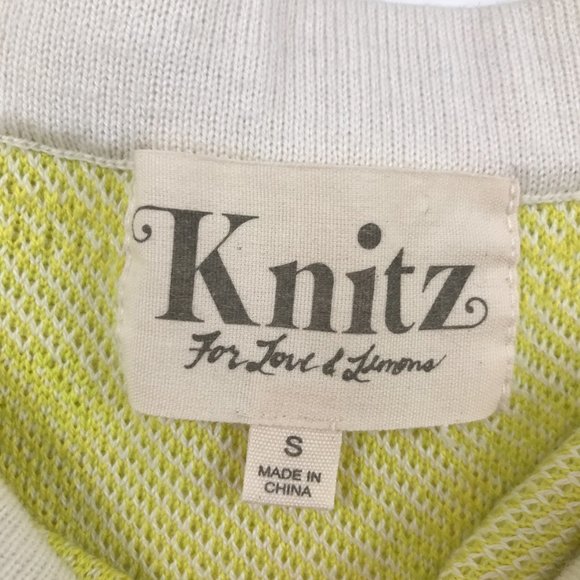 Knitz
For Love & Lemons
S
MADE IN
CHINA